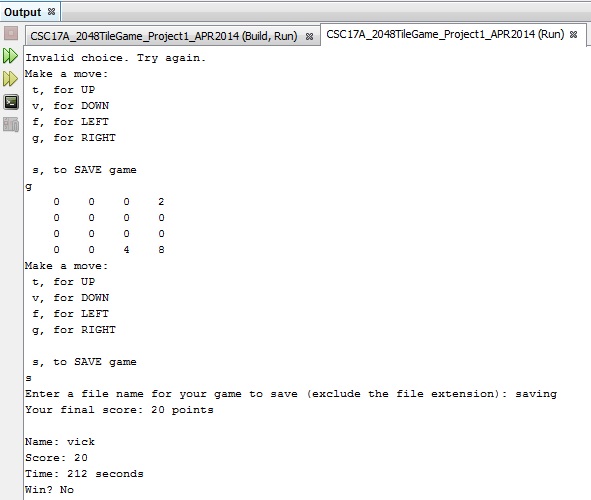 Output
CSC17A_2048TileGame_Project1_APR2014 (Build, Run) CSC17A_2048TileGame_Project1_APR2014 (Run)
Invalid choice. Try again.
Make a move:
t, for UP
v, for DOWN
f, for LEFT
g, for RIGHT
s, to SAVE game
g
0 0 0 2
0 0 0 0
0 0 0 0
0 0 4 8
Make a move:
t, for UP
v, for DOWN
f, for LEFT
g, for RIGHT
s, to SAVE game
s
Enter a file name for your game to save (exclude the file extension): saving
Your final score: 20 points
Name: vick
Score: 20
Time: 212 seconds
Win? No